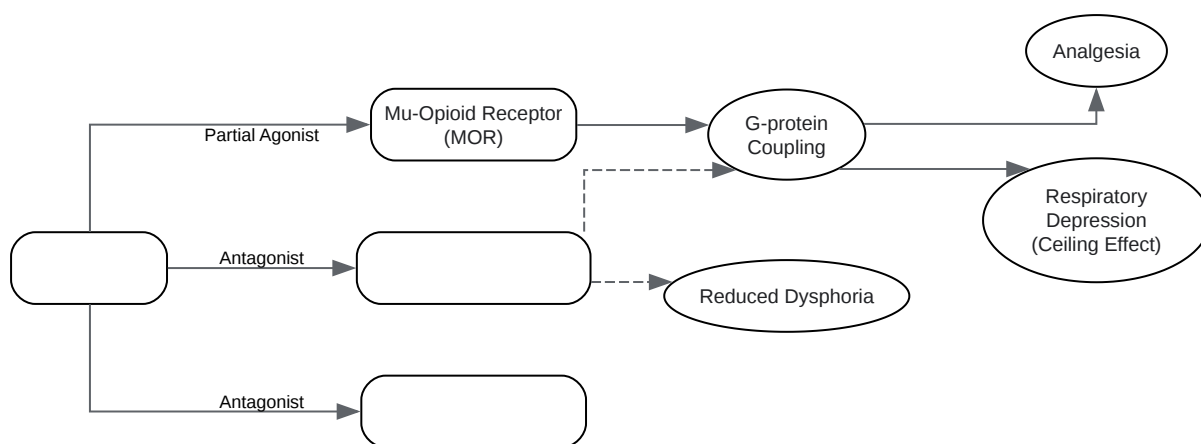 Analgesia
Mu-Opioid Receptor
(MOR)
Partial Agonist
G-protein
Coupling
Respiratory
Depression
(Ceiling Effect)
Antagonist
Reduced Dysphoria
Antagonist